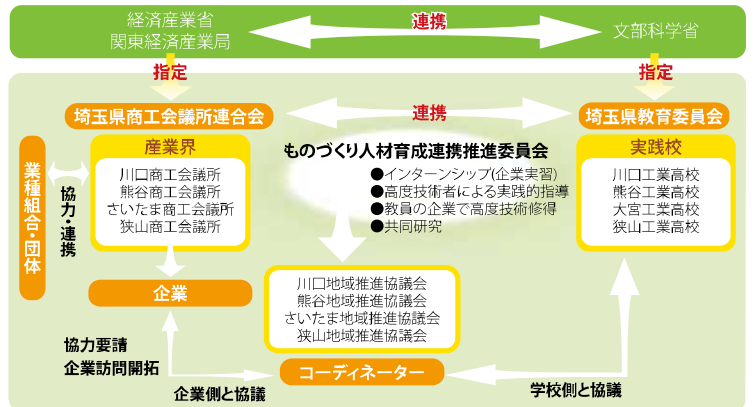 経済産業省
関東経済産業局
連携
文部科学省
指定
指定
埼玉県商工会議所連合会
連携
埼玉県教育委員会
産業界
川口商工会議所
熊谷商工会議所
さいたま商工会議所
狭山商工会議所
業種組合・団体
協力・連携
ものづくり人材育成連携推進委員会
●インターンシップ(企業実習)
●高度技術者による実践的指導
●教員の企業で高度技術修得
●共同研究
実践校
川口工業高校
熊谷工業高校
大宮工業高校
狭山工業高校
企業
川口地域推進協議会
熊谷地域推進協議会
さいたま地域推進協議会
狭山地域推進協議会
協力要請
企業訪問開拓
コーディネーター
企業側と協議
学校側と協議